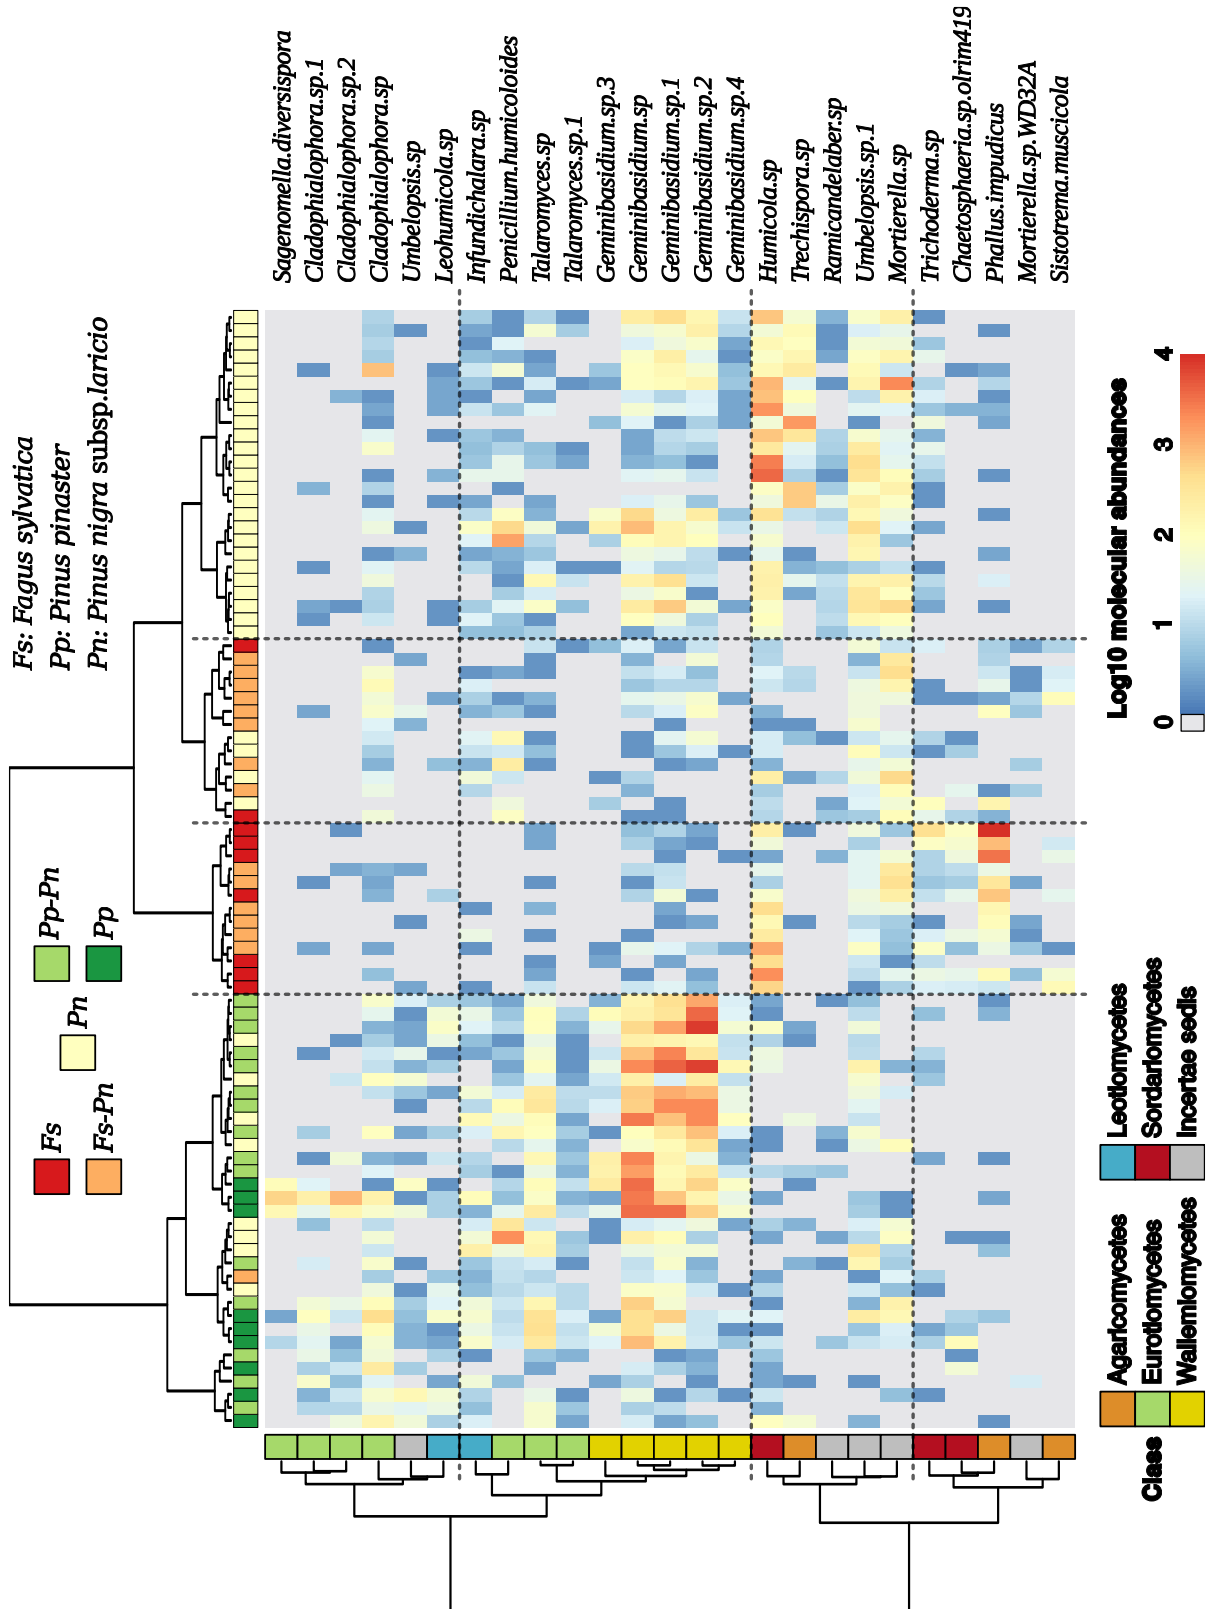 Fs: Fagus sylvatica
Pp: Pinus pinaster
Pn: Pinus nigra subsp.laricio
Fs
Fs-Pn
Pn
Pp-Pn
Pp
Sagenomella.diversispora
Cladophialophora.sp.1
Cladophialophora.sp.2
Cladophialophora.sp
Umbelopsis.sp
Leohumicola.sp
Infundichalara.sp
Penicillium.humicoloides
Talaromyces.sp
Talaromyces.sp.1
Geminibasidium.sp.3
Geminibasidium.sp
Geminibasidium.sp.1
Geminibasidium.sp.2
Geminibasidium.sp.4
Humicola.sp
Trechispora.sp
Ramicandelaber.sp
Umbelopsis.sp.1
Mortierella.sp
Trichoderma.sp
Chaetosphaeria.sp.olrim419
Phallus.impudicus
Mortierella.sp.WD32A
Sistotrema.muscicola
Class
Agaricomycetes
Eurotiomycetes
Wallemiomycetes
Leotiomycetes
Sordariomycetes
Incertae sedis
Log10 molecular abundances
0 1 2 3 4